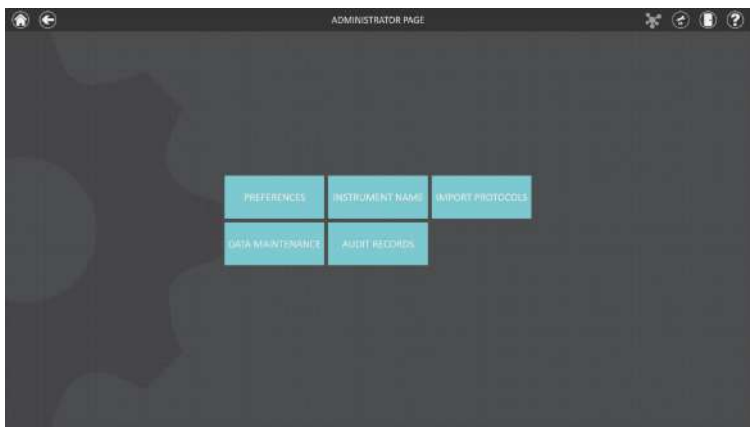 ADMINISTRATOR PAGE
?
PREFERENCES
INSTRUMENT NAME
IMPORT PROTOCOLS
DATA MAINTENANCE
AUDIT RECORDS